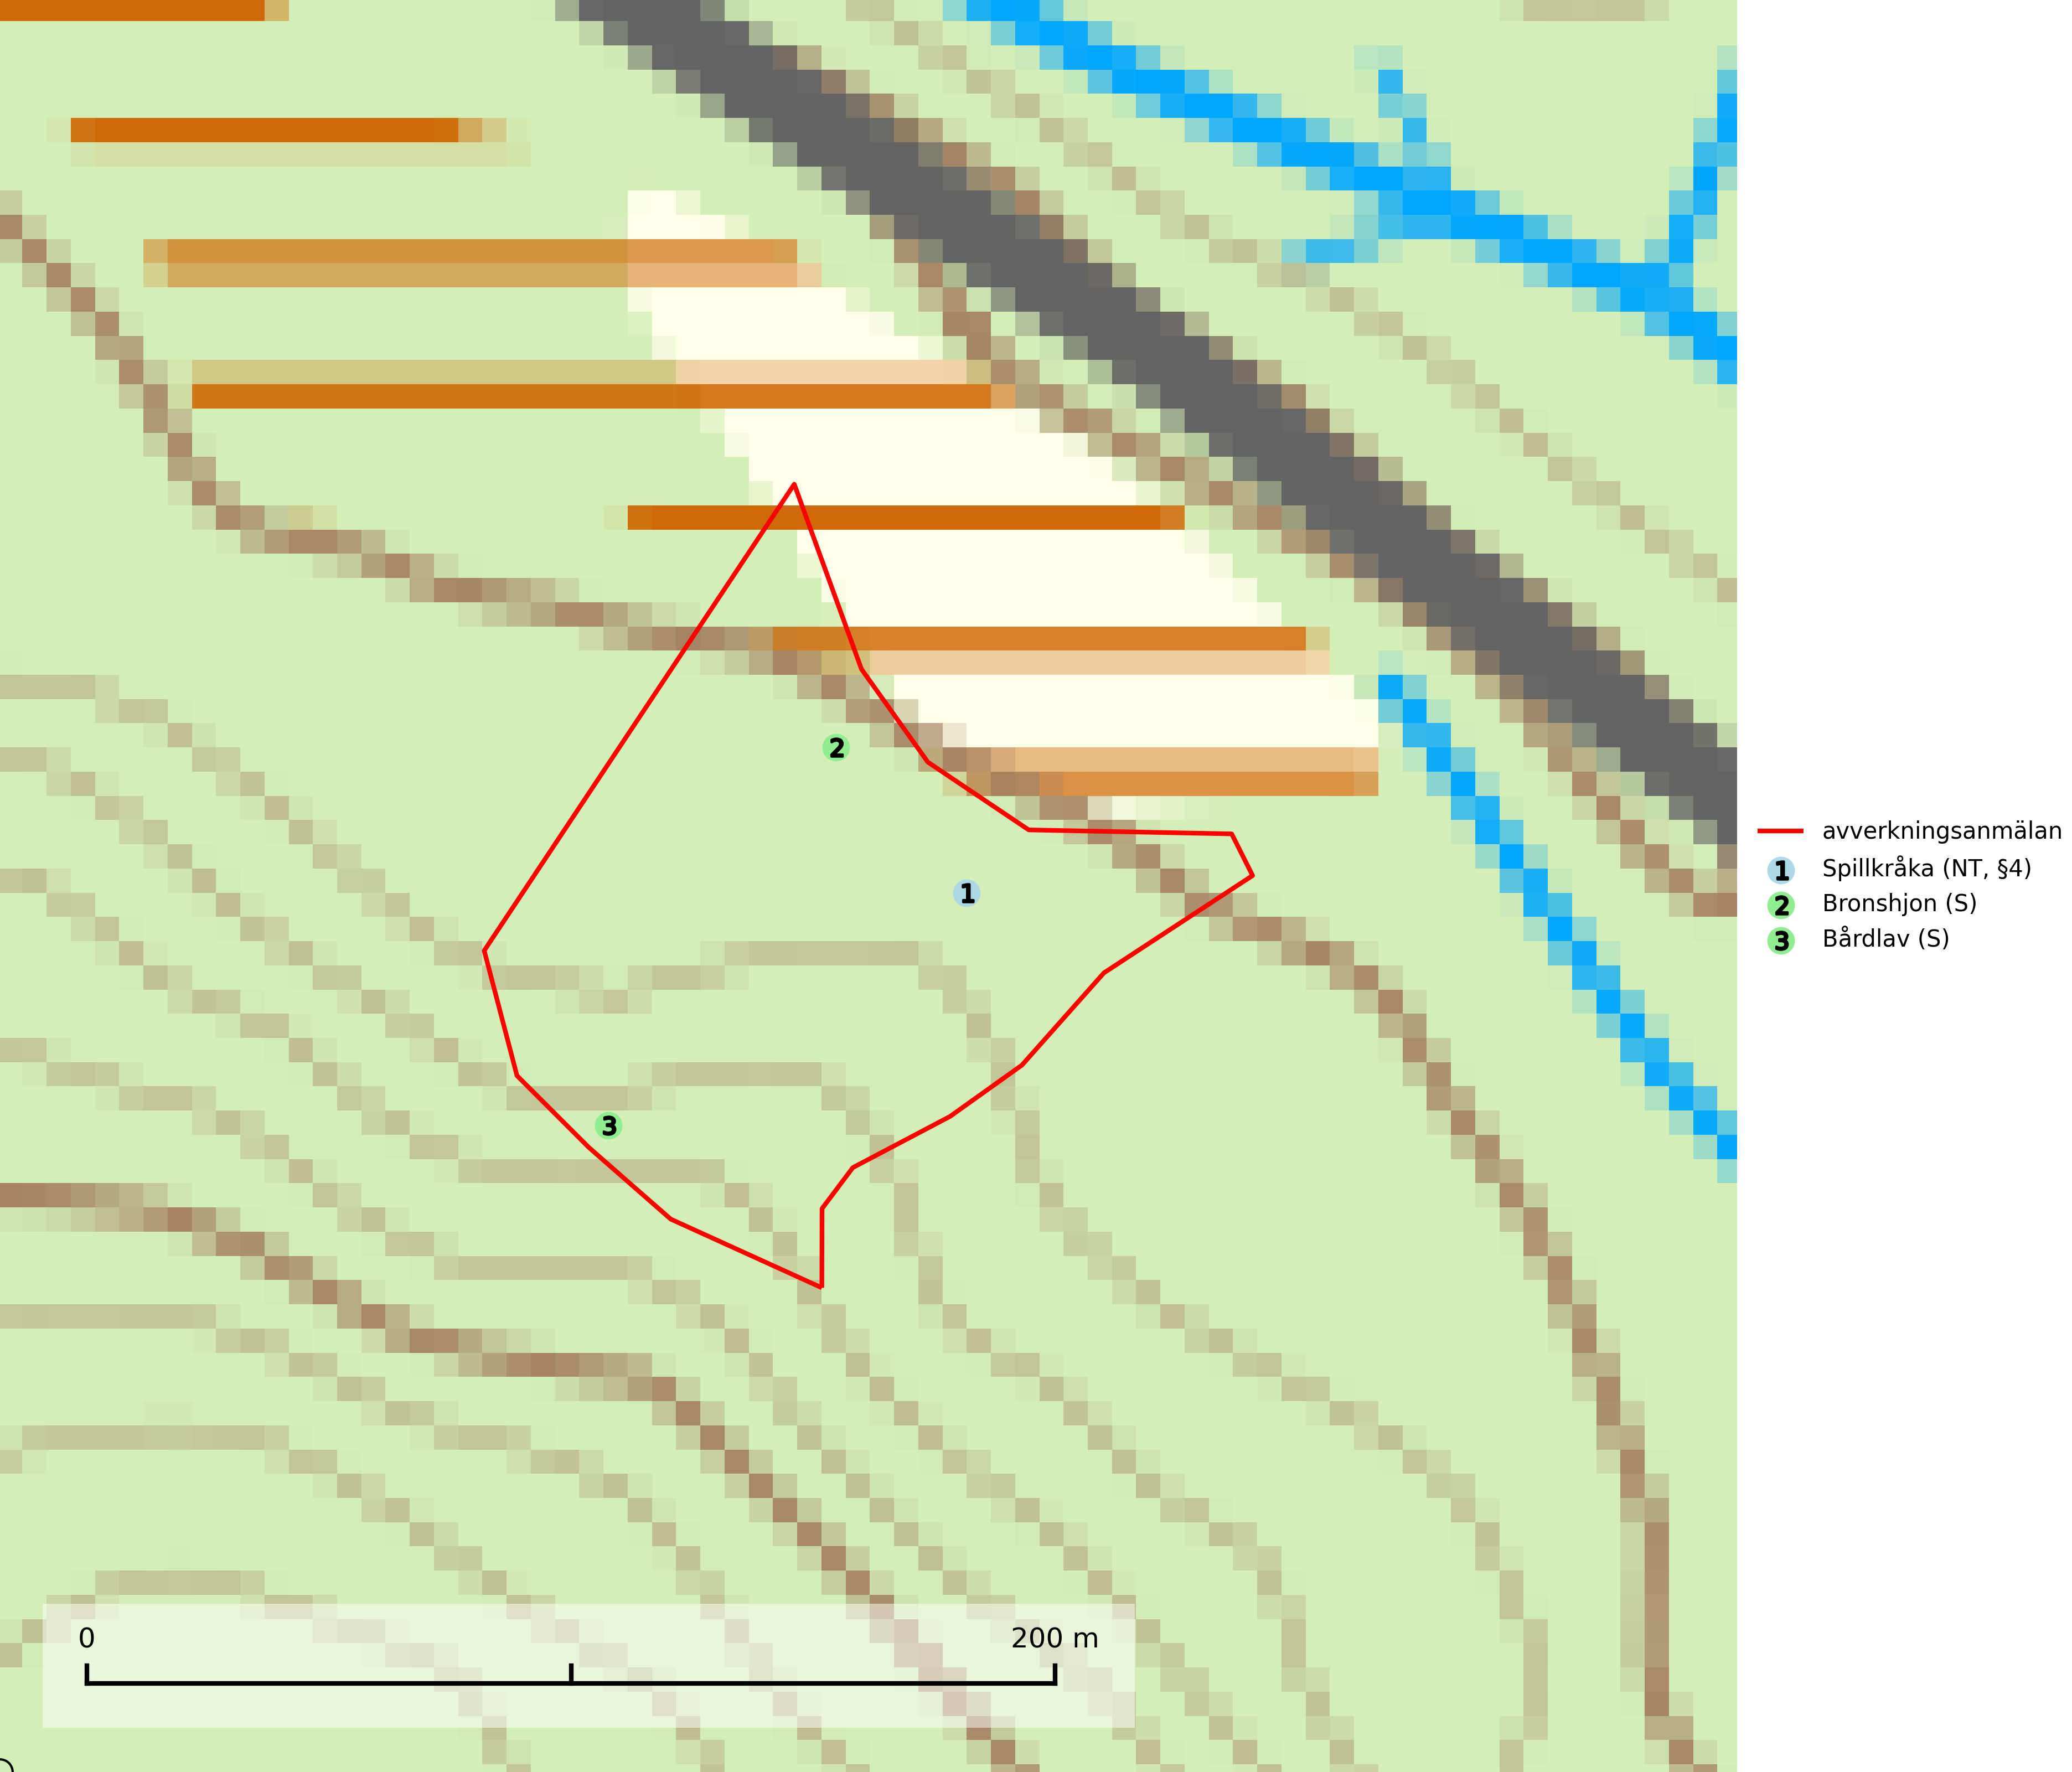 2
1
3
avverkningsanmälan
1 Spillkråka (NT, §4)
2 Bronshjon (S)
3 Bårdlav (S)
0 200 m